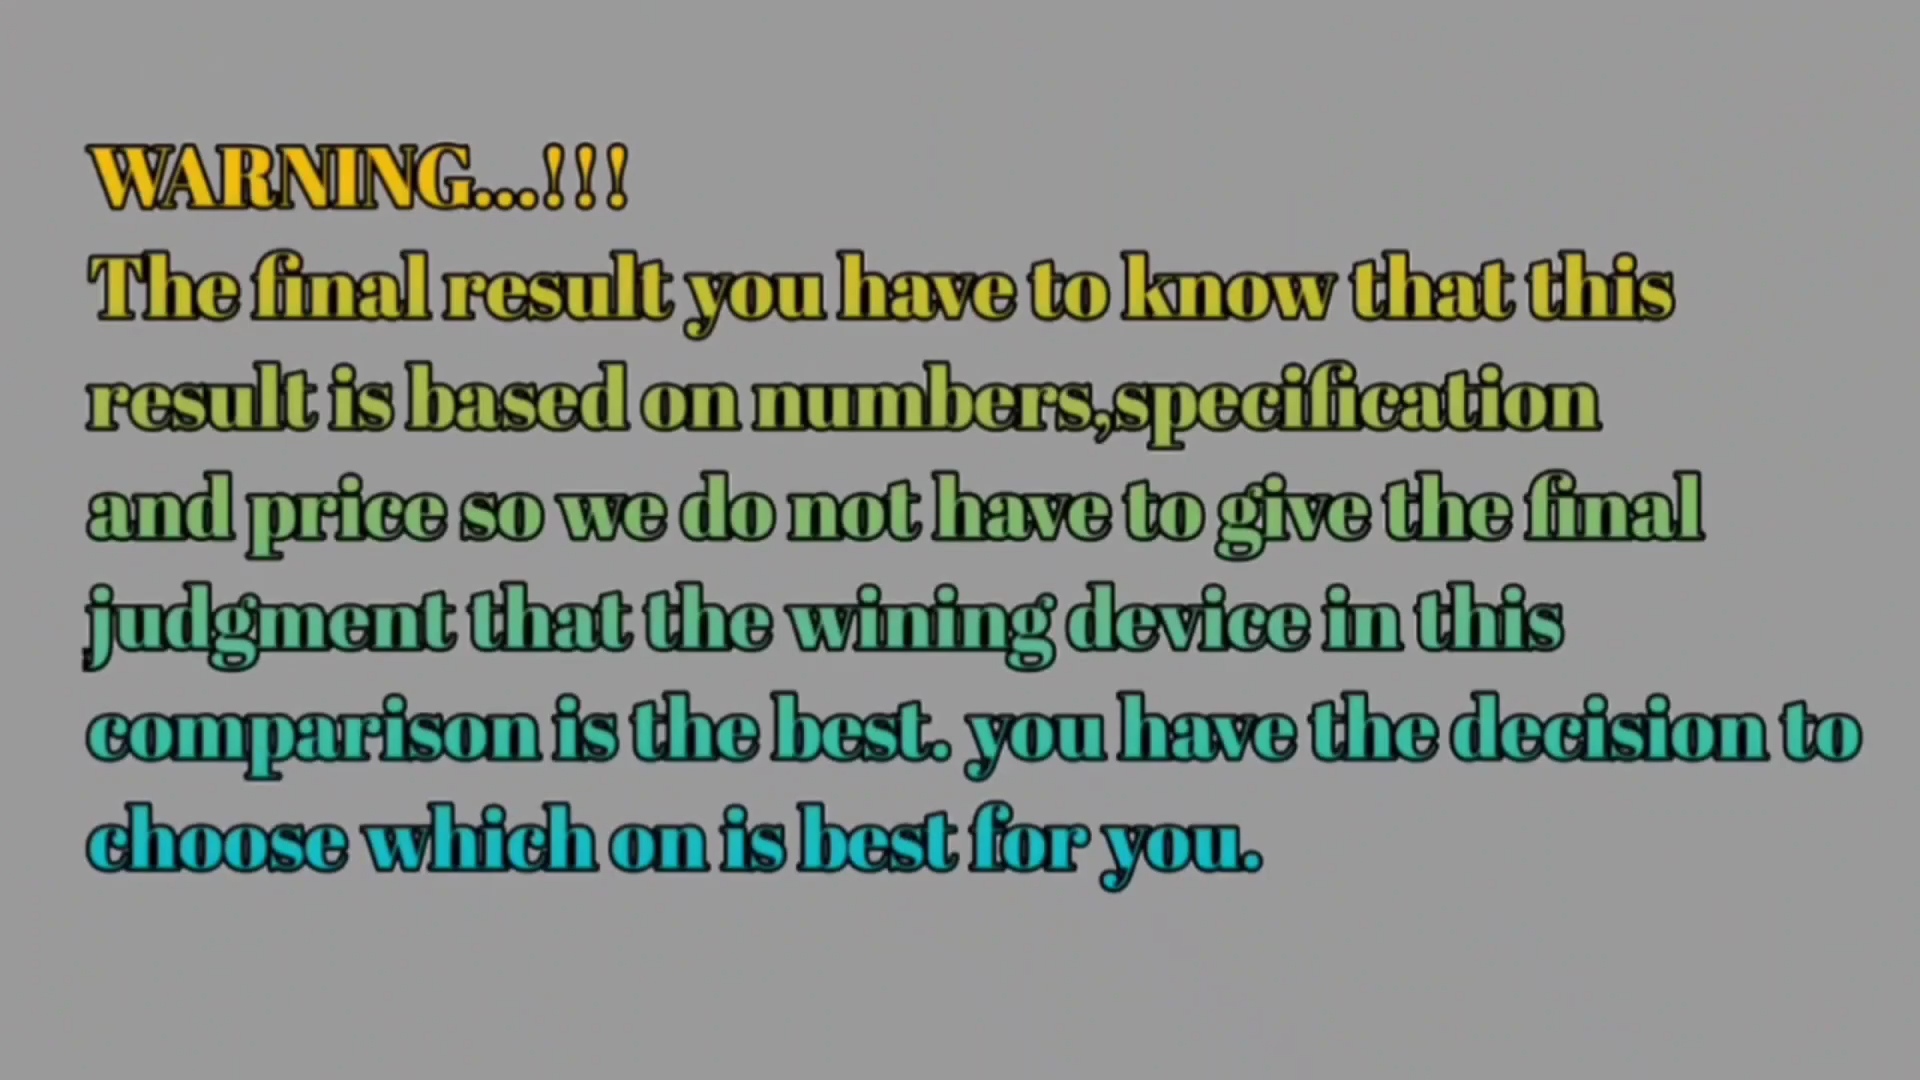 WARNING...!!!
The final result you have to know that this
result is based on numbers,specification
and price so we do not have to give the final
judgment that the wining device in this
comparison is the best. you have the decision to
choose which on is best for you.